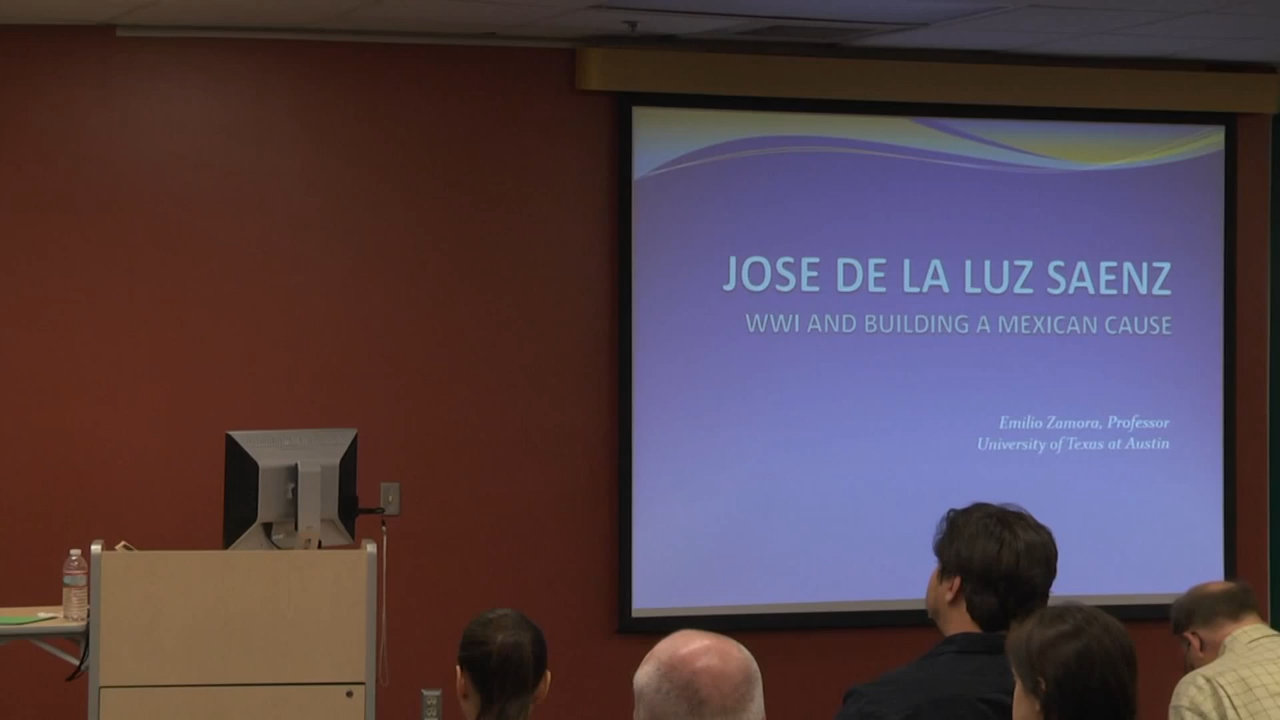 JOSE DE LA LUZ SAENZ
WWI AND BUILDING A MEXICAN CAUSE
Emilio Zamora, Professor
University of Texas at Austin